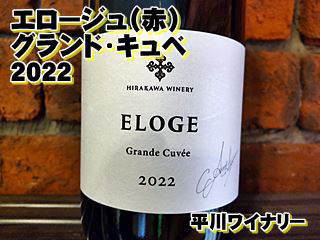 エロージュ(赤)
グランド・キュベ
2022
HIRAKAWA WINERY
ELOGE
Grande Cuvée
2022
平川ワイナリー